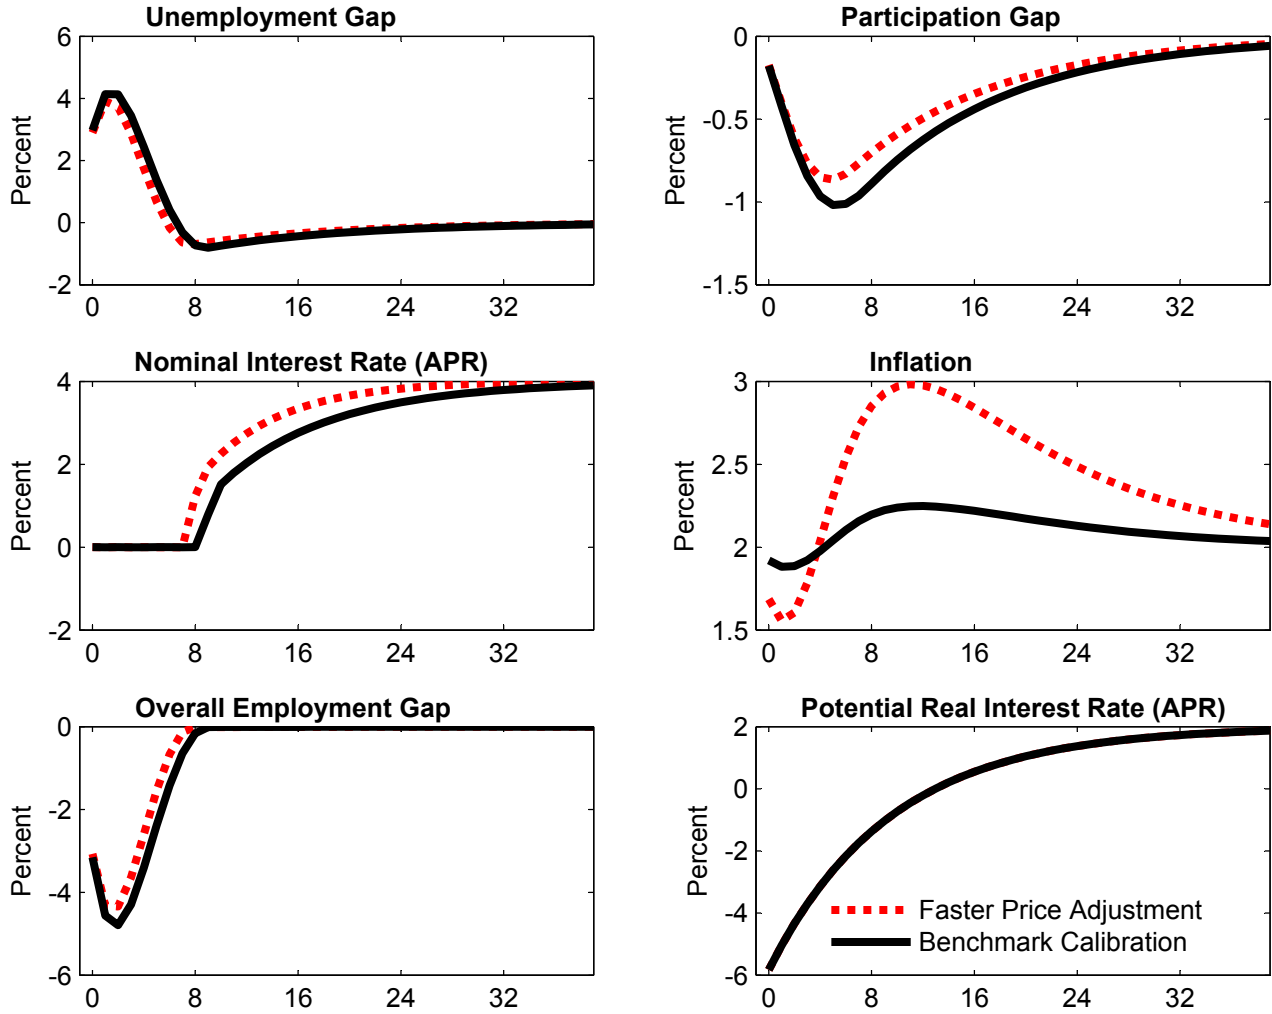 Unemployment Gap
Percent
6
4
2
0
-2
0 8 16 24 32
Participation Gap
Percent
0
-0.5
-1
-1.5
0 8 16 24 32
Nominal Interest Rate (APR)
Percent
4
2
0
-2
0 8 16 24 32
Inflation
Percent
3
2.5
2
1.5
0 8 16 24 32
Overall Employment Gap
Percent
0
-2
-4
-6
0 8 16 24 32
Potential Real Interest Rate (APR)
Percent
2
0
-2
-4
-6
Faster Price Adjustment
Benchmark Calibration
0 8 16 24 32